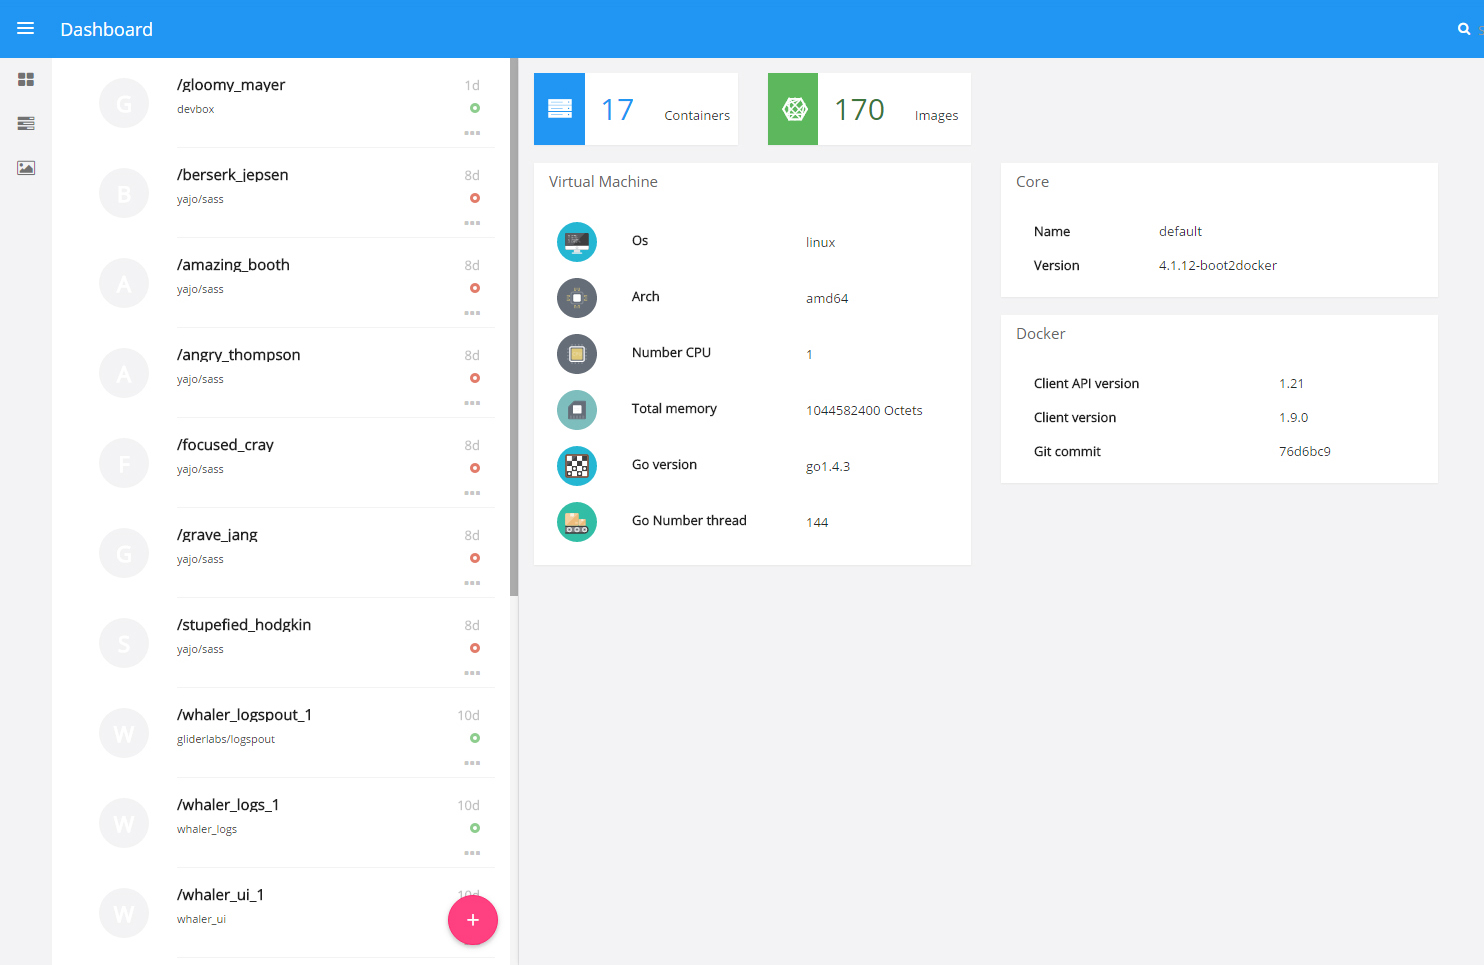 Dashboard
G
/gloomy_mayer
1d
devbox
B
/berserk_jepsen
8d
yajo/sass
A
/amazing_booth
8d
yajo/sass
A
/angry_thompson
8d
yajo/sass
F
/focused_cray
8d
yajo/sass
G
/grave_jang
8d
yajo/sass
S
/stupefied_hodgkin
8d
yajo/sass
W
/whaler_logspout_1
10d
gliderlabs/logspout
W
/whaler_logs_1
10d
whaler_logs
W
/whaler_ui_1
10d
whaler_ui
17 Containers
170 Images
Virtual Machine
Os linux
Arch amd64
Number CPU 1
Total memory 1044582400 Octets
Go version go1.4.3
Go Number thread 144
Core
Name default
Version 4.1.12-boot2docker
Docker
Client API version 1.21
Client version 1.9.0
Git commit 76d6bc9